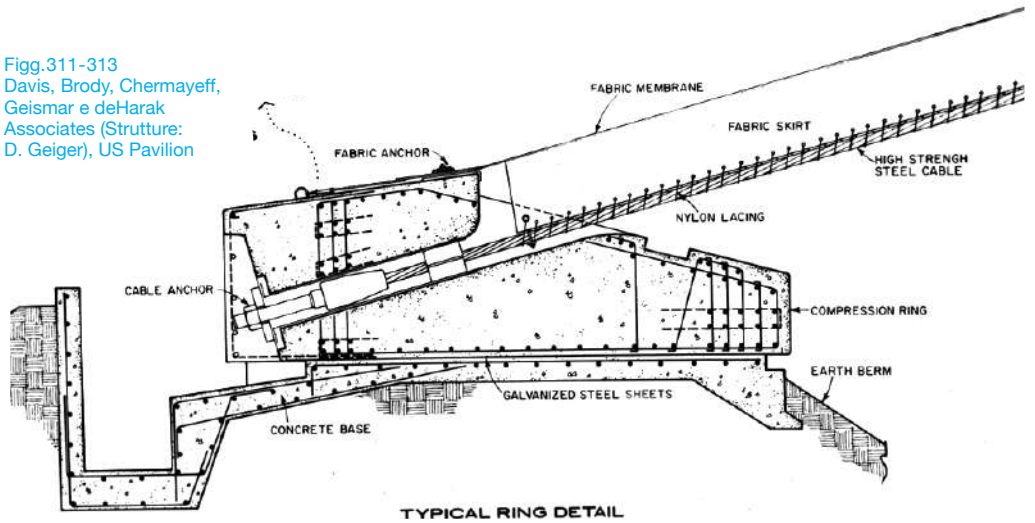 Figg.311-313
Davis, Brody, Chermayeff,
Geismar e deHarak
Associates (Strutture:
D. Geiger), US Pavilion
FABRIC MEMBRANE
FABRIC SKIRT
FABRIC ANCHOR
HIGH STRENGH
STEEL CABLE
NYLON LACING
CABLE ANCHOR
COMPRESSION RING
EARTH BERM
GALVANIZED STEEL SHEETS
CONCRETE BASE
TYPICAL RING DETAIL